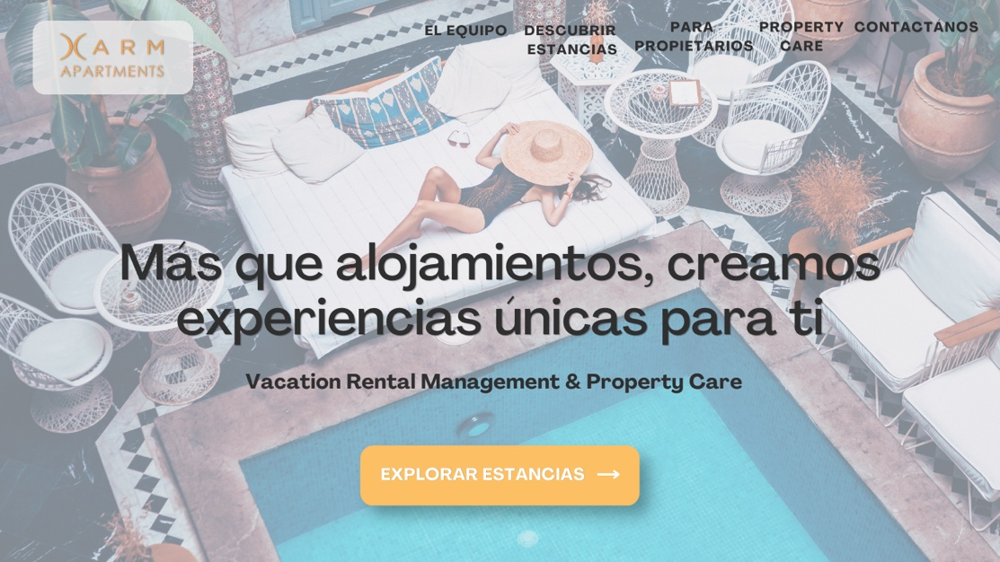 XARM
APARTMENTS
EL EQUIPO
DESCUBRIR
ESTANCIAS
PARA
PROPIETARIOS
PROPERTY
CARE
CONTACTÁNOS
Más que alojamientos, creamos
experiencias únicas para ti
Vacation Rental Management & Property Care
EXPLORAR ESTANCIAS →